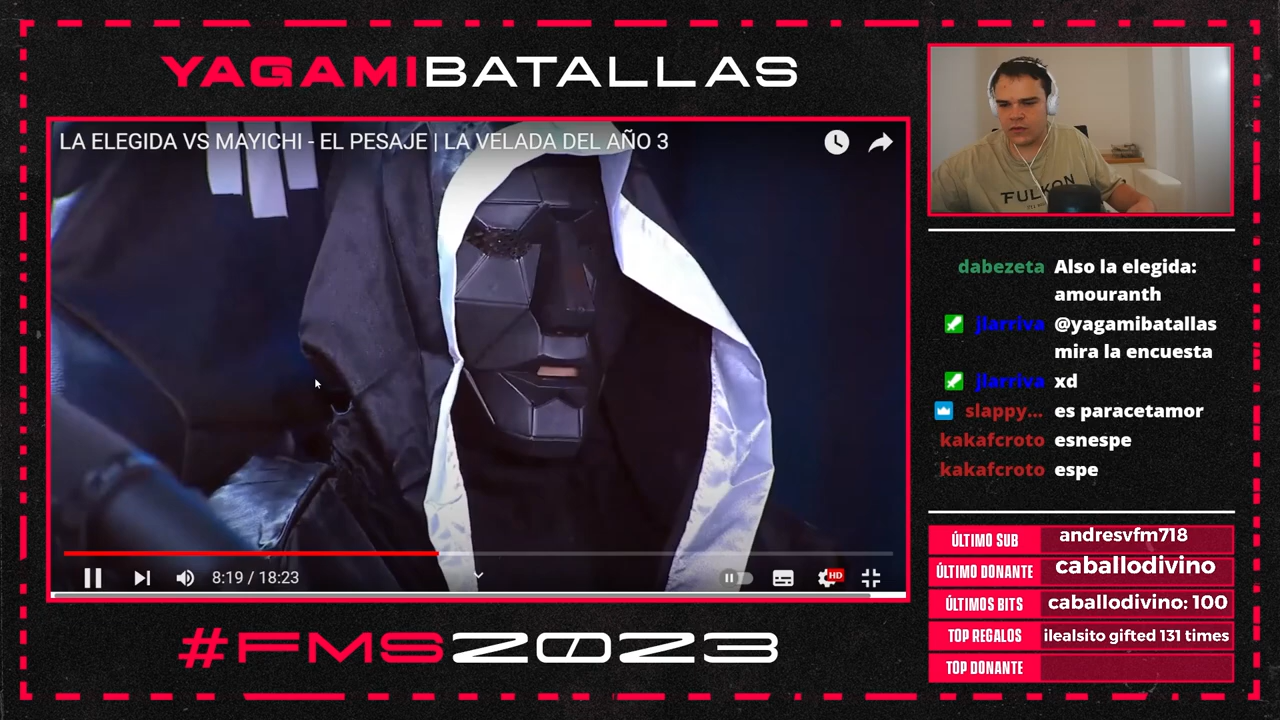 YAGAMIBATALLAS
LA ELEGIDA VS MAYICHI - EL PESAJE | LA VELADA DEL AÑO 3
8:19 / 18:23
HD
#FMS2023
FULKON
dabezeta Also la elegida:
amouranth
jlarriva @yagamibatallas
mira la encuesta
jlarriva xd
slappy... es paracetamor
kakafcroto esnespe
kakafcroto espe
ÚLTIMO SUB andresvfm718
ÚLTIMO DONANTE caballodivino
ÚLTIMOS BITS caballodivino: 100
TOP REGALOS ilealsito gifted 131 times
TOP DONANTE